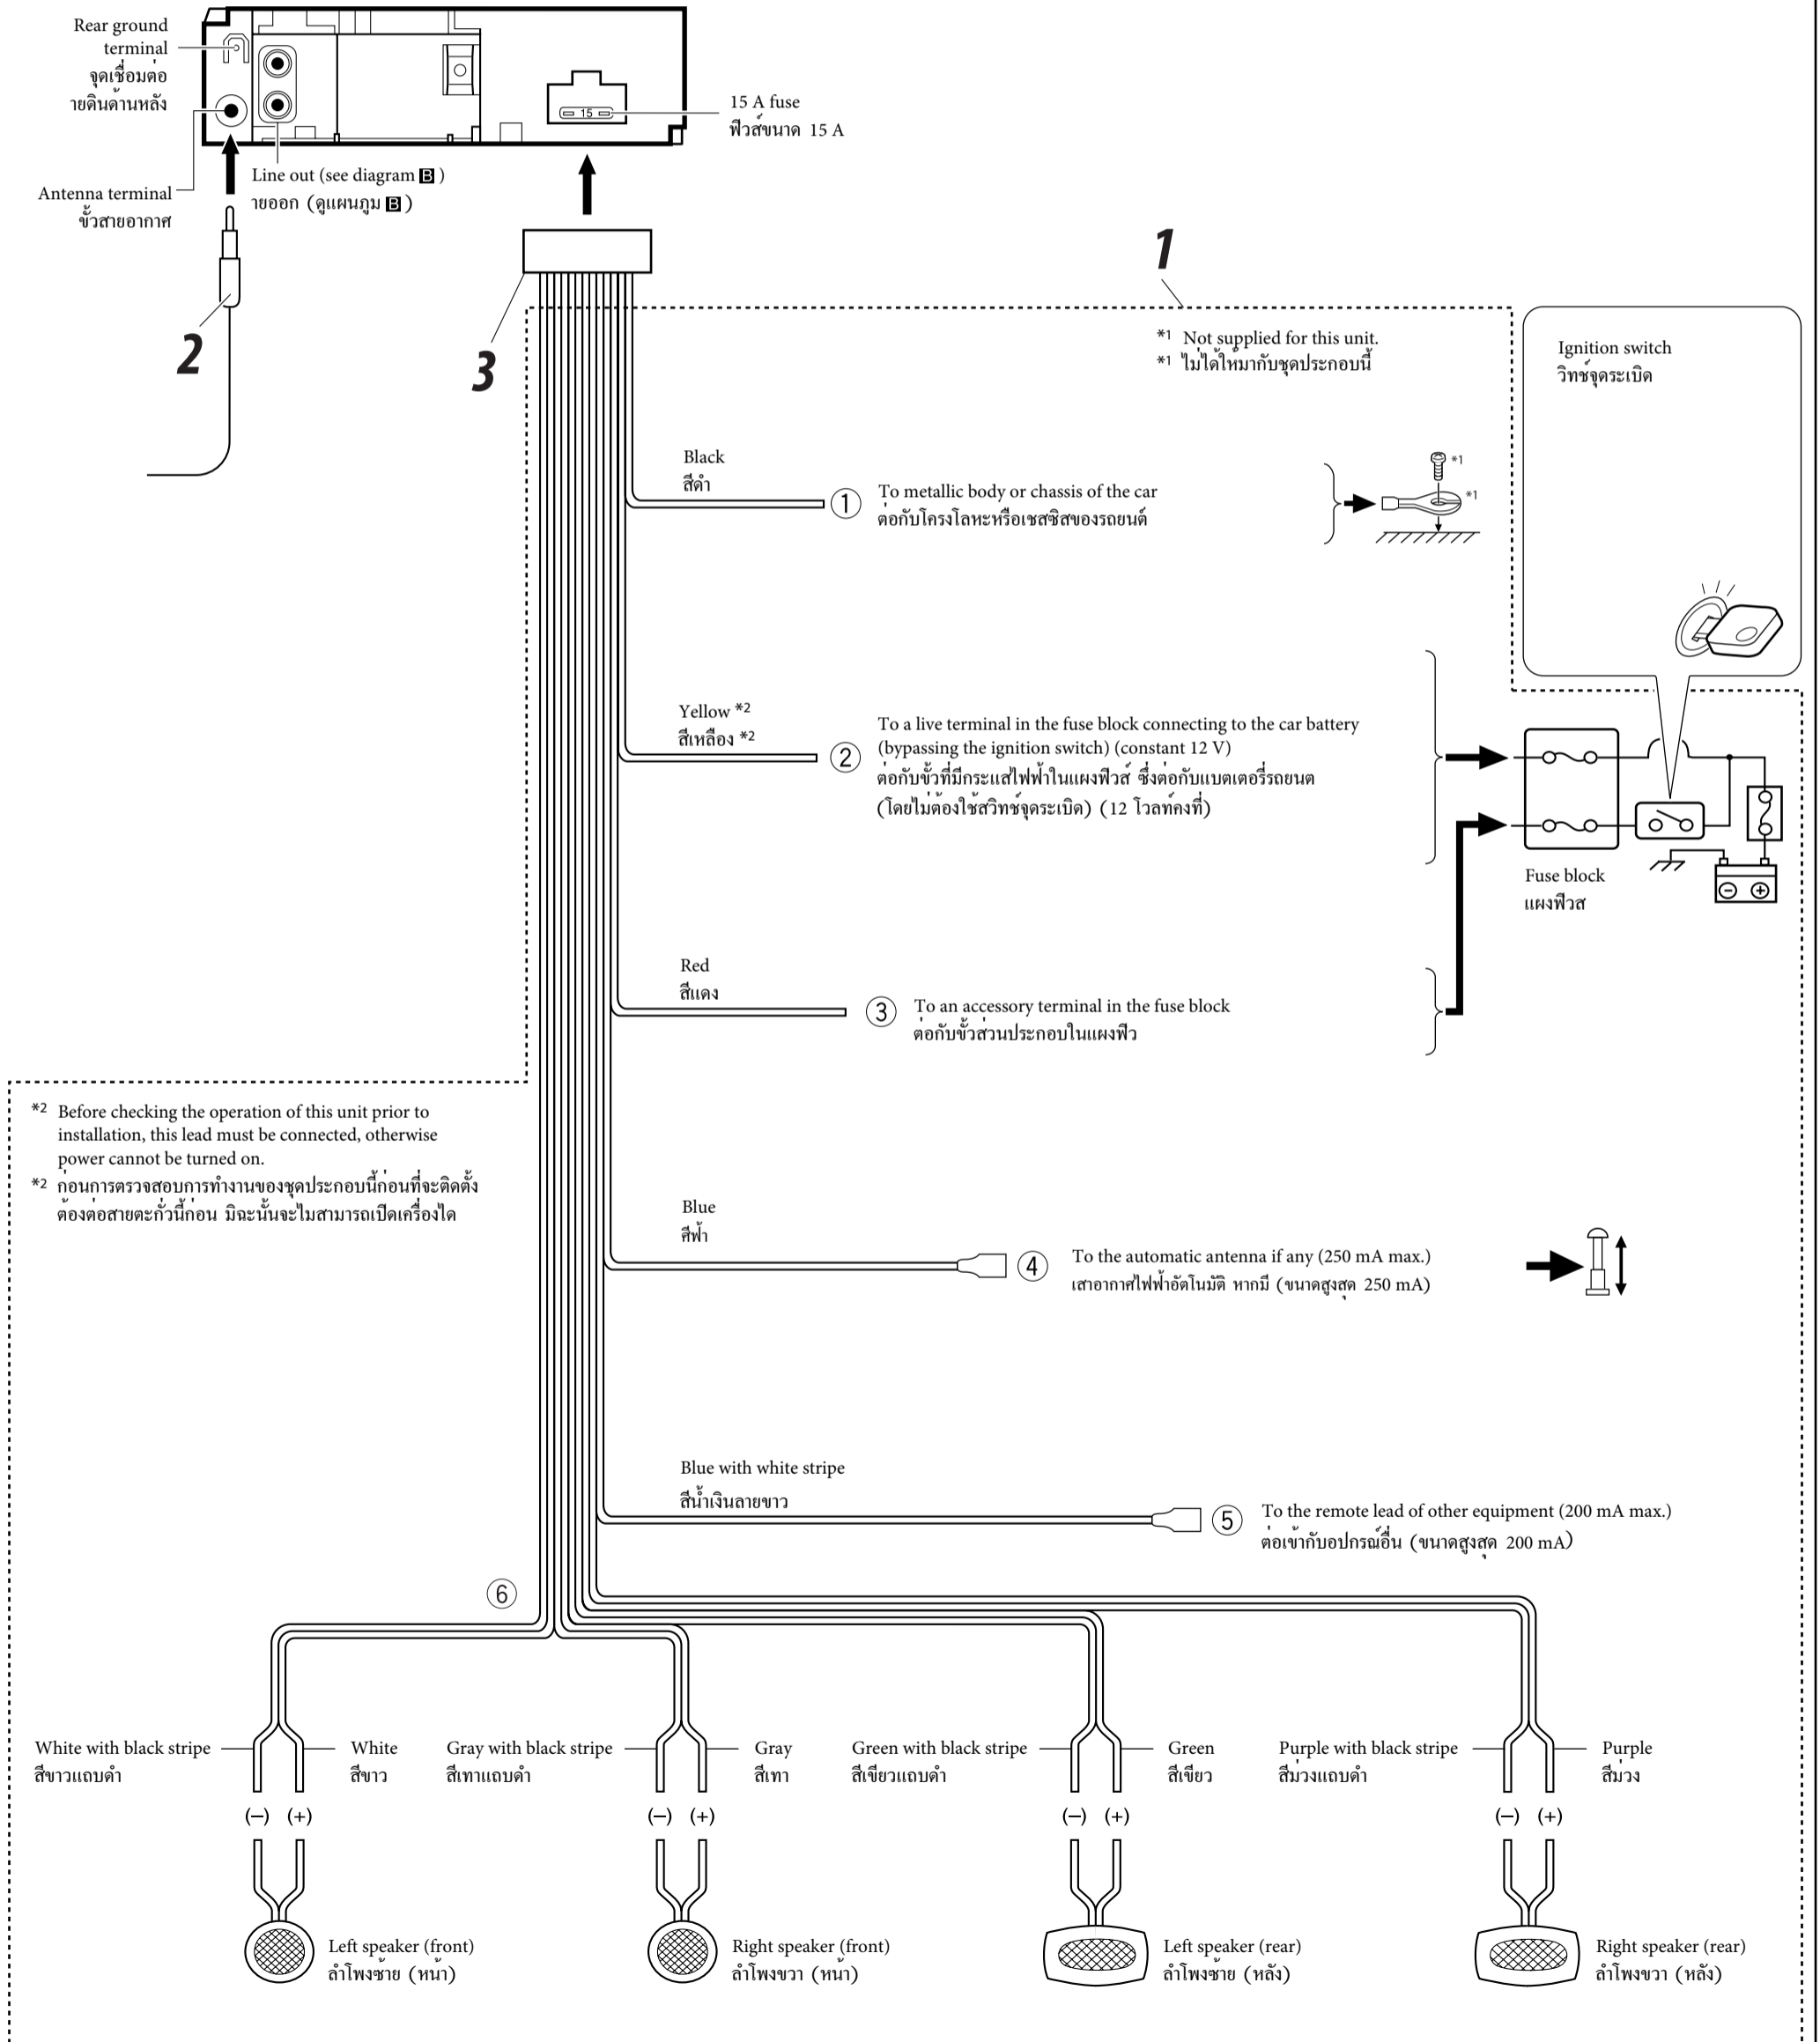 Rear ground
terminal
จุดเชื่อมต่อ
ายดินด้านหลัง
15
15 A fuse
ฟิวส์ขนาด 15 A
Line out (see diagram B )
ายออก (ดูแผนภูม B )
Antenna terminal
ขั้วสายอากาศ
1
2
3
*1 Not supplied for this unit.
*1 ไม่ได้ให้มากับชุดประกอบนี้
Ignition switch
วิทช์จุดระเบิด
Black
สีดำ
① To metallic body or chassis of the car
ต่อกับโครงโลหะหรือเชสซิสของรถยนต์
*1
*1
Yellow *2
สีเหลือง *2
② To a live terminal in the fuse block connecting to the car battery
(bypassing the ignition switch) (constant 12 V)
ต่อกับขั้วที่มีกระแสไฟฟ้าในแผงฟิวส์ ซึ่งต่อกับแบตเตอรี่รถยนต
(โดยไม่ต้องใช้สวิทช์จุดระเบิด) (12 โวลท์คงที่)
Fuse block
แผงฟิวส
Red
สีแดง
③ To an accessory terminal in the fuse block
ต่อกับขั้วส่วนประกอบในแผงฟิว
*2 Before checking the operation of this unit prior to
installation, this lead must be connected, otherwise
power cannot be turned on.
*2 ก่อนการตรวจสอบการทำงานของชุดประกอบนี้ก่อนที่จะติดตั้ง
ต้องต่อสายตะกั่วนี้ก่อน มิฉะนั้นจะไมสามารถเปิดเครื่องได
Blue
สีฟ้า
④ To the automatic antenna if any (250 mA max.)
เสาอากาศไฟฟ้าอัตโนมัติ หากมี (ขนาดสูงสุด 250 mA)
Blue with white stripe
สีน้ำเงินลายขาว
⑤ To the remote lead of other equipment (200 mA max.)
ต่อเข้ากับอุปกรณ์อื่น (ขนาดสูงสุด 200 mA)
⑥
White with black stripe
สีขาวแถบดำ
White
สีขาว
Gray with black stripe
สีเทาแถบดำ
Gray
สีเทา
Green with black stripe
สีเขียวแถบดำ
Green
สีเขียว
Purple with black stripe
สีม่วงแถบดำ
Purple
สีม่วง
(–) (+)
(–) (+)
(–) (+)
(–) (+)
Left speaker (front)
ลำโพงซ้าย (หน้า)
Right speaker (front)
ลำโพงขวา (หน้า)
Left speaker (rear)
ลำโพงซ้าย (หลัง)
Right speaker (rear)
ลำโพงขวา (หลัง)